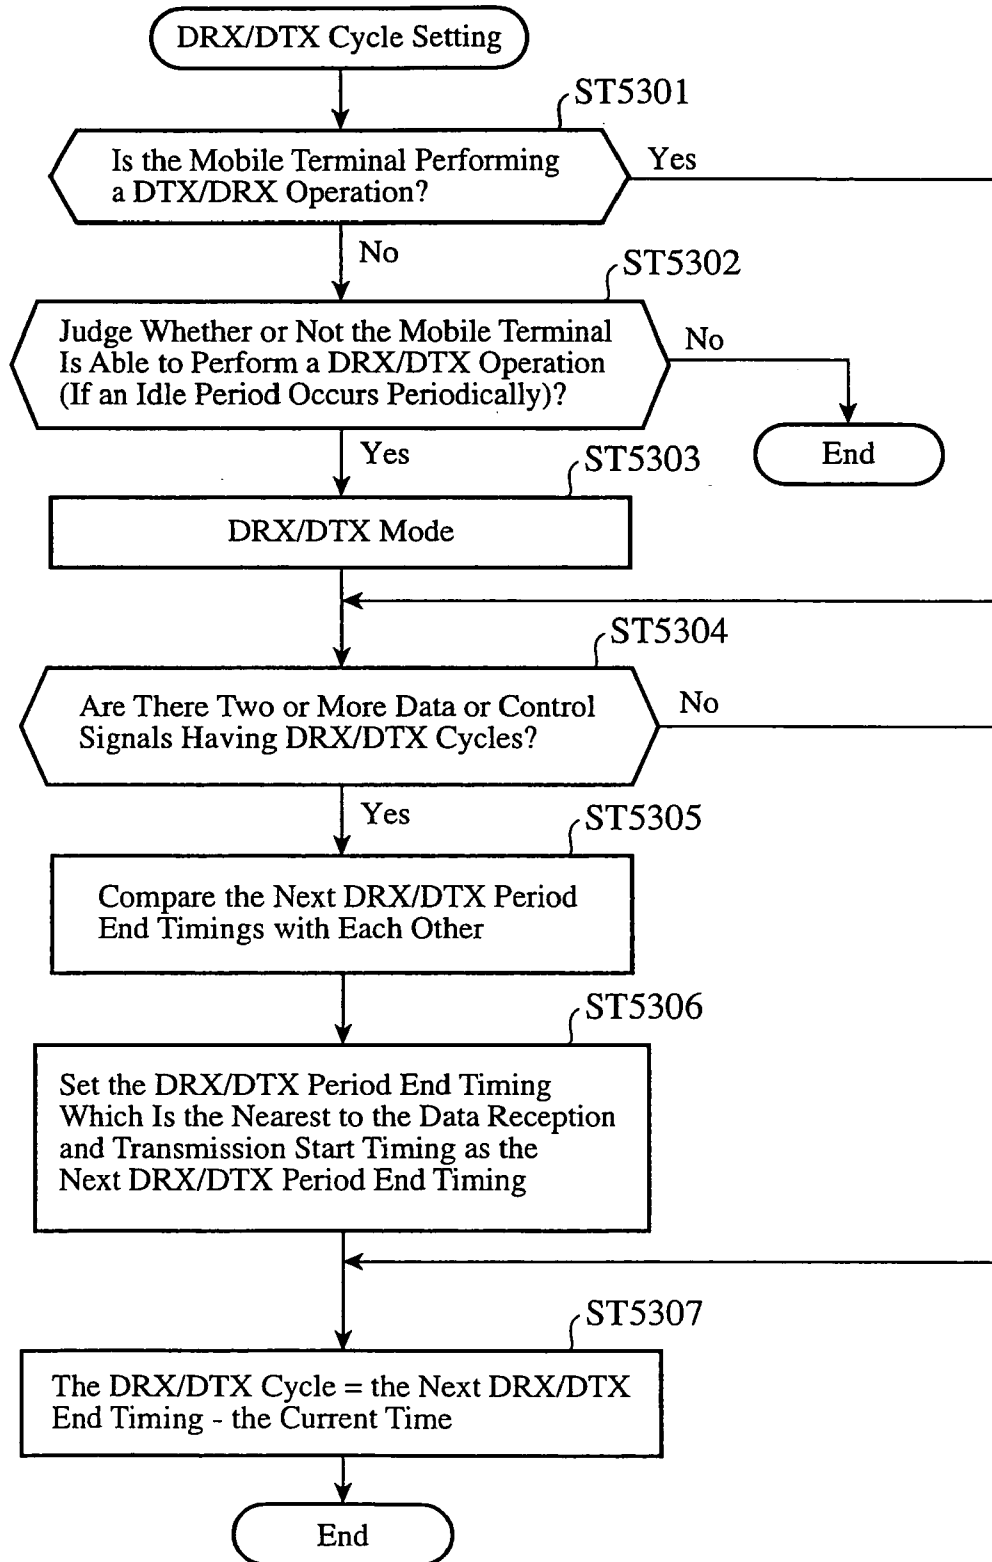 DRX/DTX Cycle Setting
ST5301
Is the Mobile Terminal Performing
a DTX/DRX Operation?
Yes
No
ST5302
Judge Whether or Not the Mobile Terminal
Is Able to Perform a DRX/DTX Operation
(If an Idle Period Occurs Periodically)?
No
End
Yes
ST5303
DRX/DTX Mode
ST5304
Are There Two or More Data or Control
Signals Having DRX/DTX Cycles?
No
Yes
ST5305
Compare the Next DRX/DTX Period
End Timings with Each Other
ST5306
Set the DRX/DTX Period End Timing
Which Is the Nearest to the Data Reception
and Transmission Start Timing as the
Next DRX/DTX Period End Timing
ST5307
The DRX/DTX Cycle = the Next DRX/DTX
End Timing - the Current Time
End